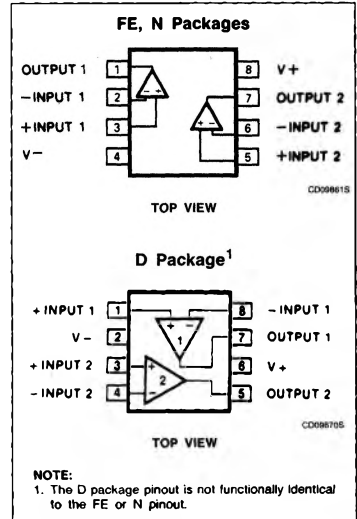 FE, N Packages
OUTPUT 1 1 8 V+
-INPUT 1 2 - + 7 OUTPUT 2
+INPUT 1 3 + - 6 -INPUT 2
V- 4 5 +INPUT 2
CD09861S
TOP VIEW
D Package1
+ INPUT 1 1 + - 8 - INPUT 1
V - 2 1 7 OUTPUT 1
+ INPUT 2 3 + 2 6 V +
- INPUT 2 4 - 5 OUTPUT 2
CD09870S
TOP VIEW
NOTE:
1. The D package pinout is not functionally identical
to the FE or N pinout.